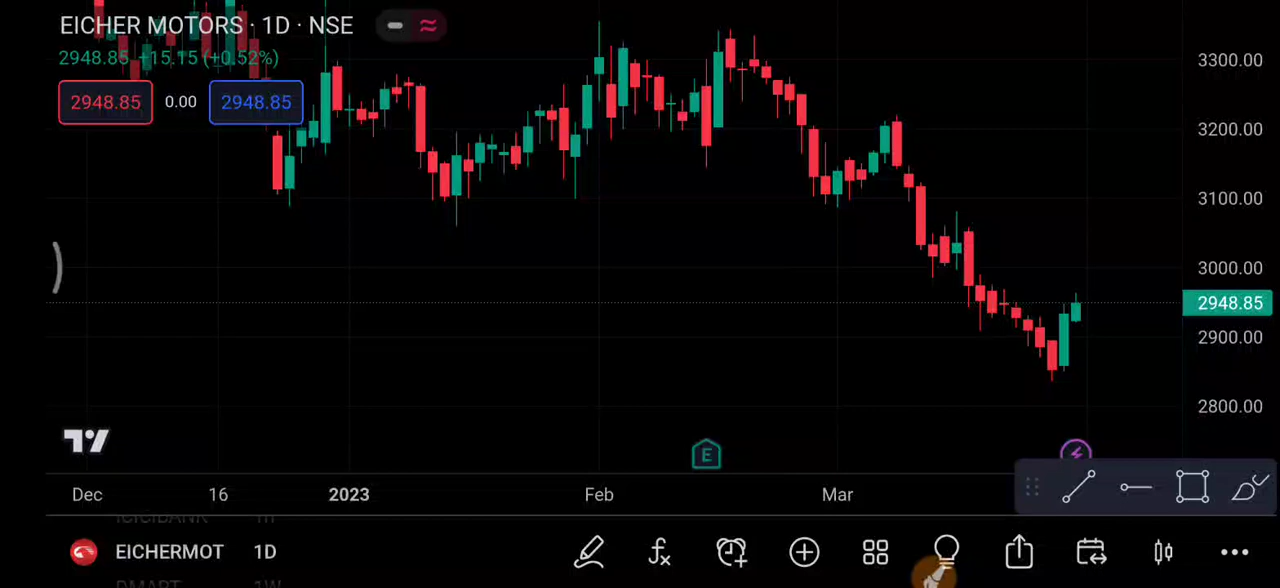 EICHER MOTORS · 1D · NSE
2948.85 +15.15 (+0.52%)
2948.85 0.00 2948.85
3300.00
3200.00
3100.00
3000.00
2948.85
2900.00
2800.00
E
Dec 16 2023 Feb Mar
ICICIBANK 1H
EICHERMOT 1D
DMART 1W